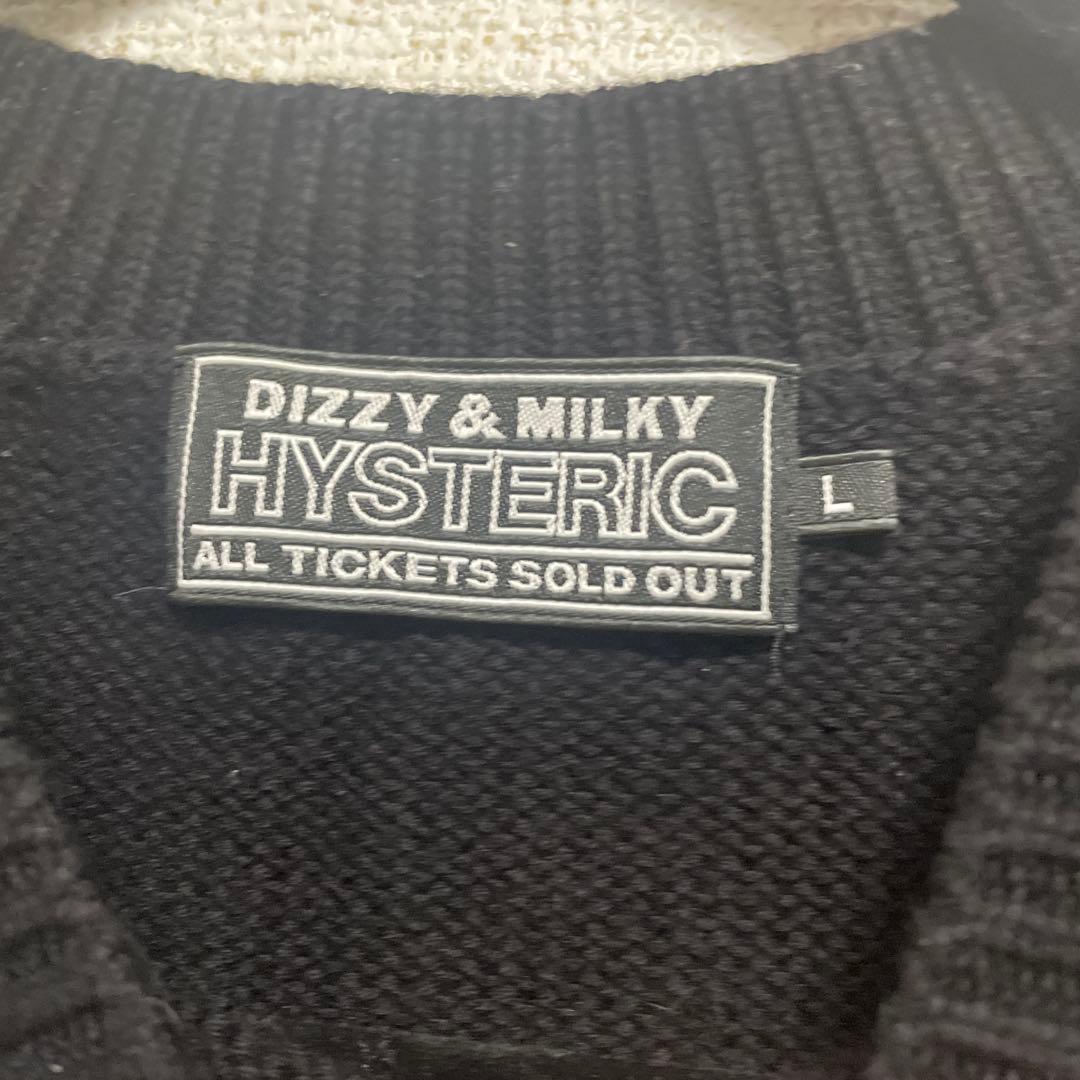 DIZZY & MILKY
HYSTERIC
ALL TICKETS SOLD OUT
L